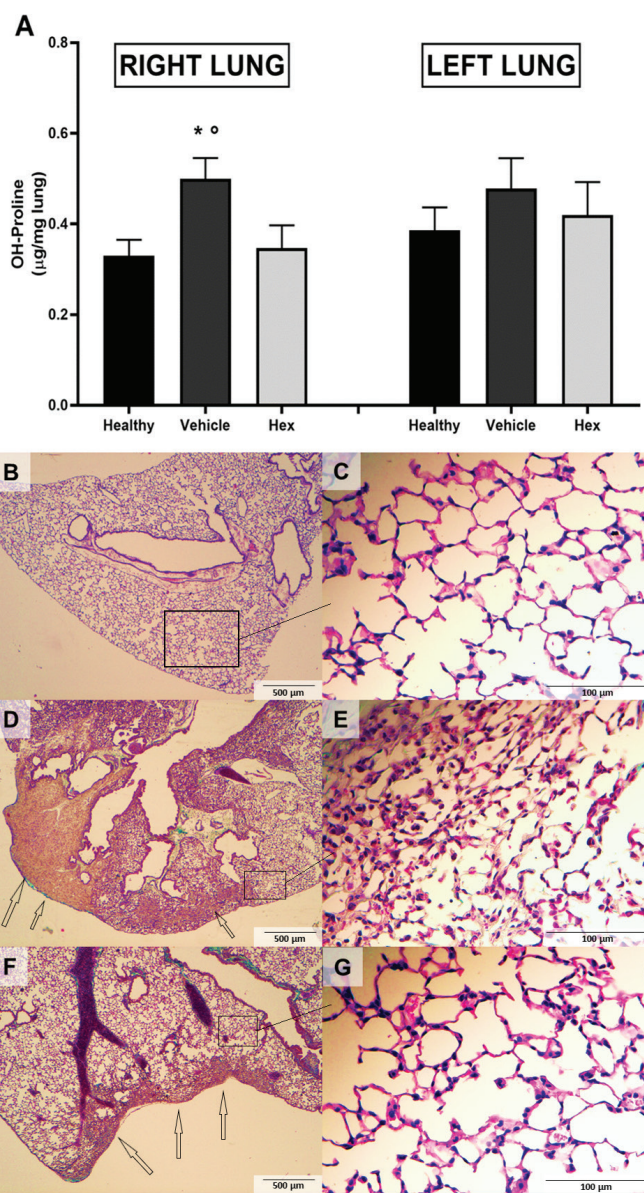 A
RIGHT LUNG
LEFT LUNG
0.8
0.6
0.4
0.2
0.0
OH-Proline
(µg/mg lung)
* °
Healthy
Vehicle
Hex
Healthy
Vehicle
Hex
B
500 µm
C
100 µm
D
500 µm
E
100 µm
F
500 µm
G
100 µm